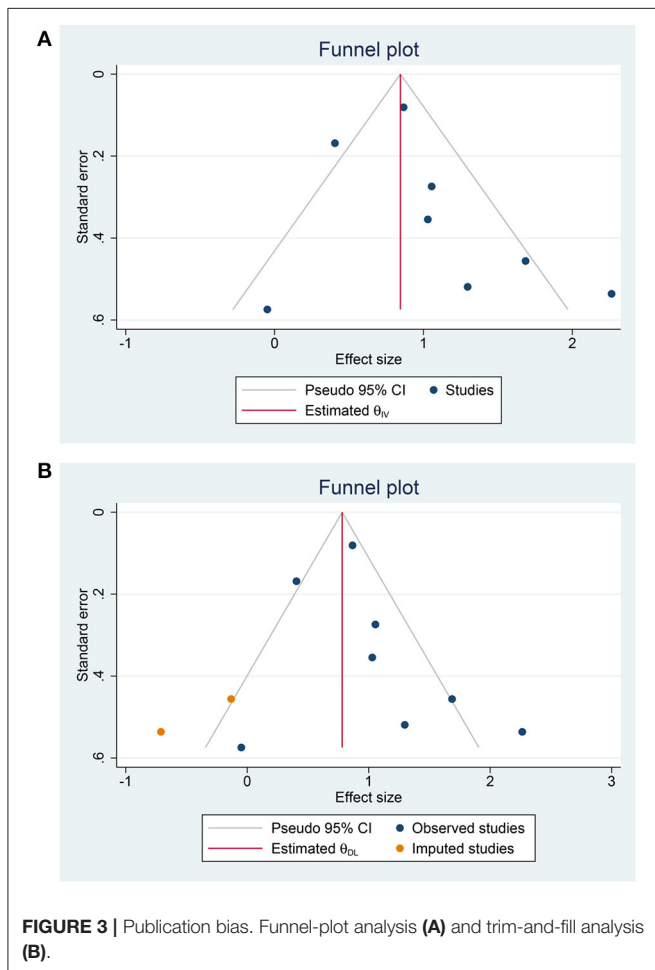 A
Funnel plot
0
.2
.4
.6
Standard error
-1
0
1
2
Effect size
Pseudo 95% CI
Studies
Estimated θIV
B
Funnel plot
0
.2
.4
.6
Standard error
-1
0
1
2
3
Effect size
Pseudo 95% CI
Observed studies
Estimated θDL
Imputed studies
FIGURE 3 | Publication bias. Funnel-plot analysis (A) and trim-and-fill analysis
(B).